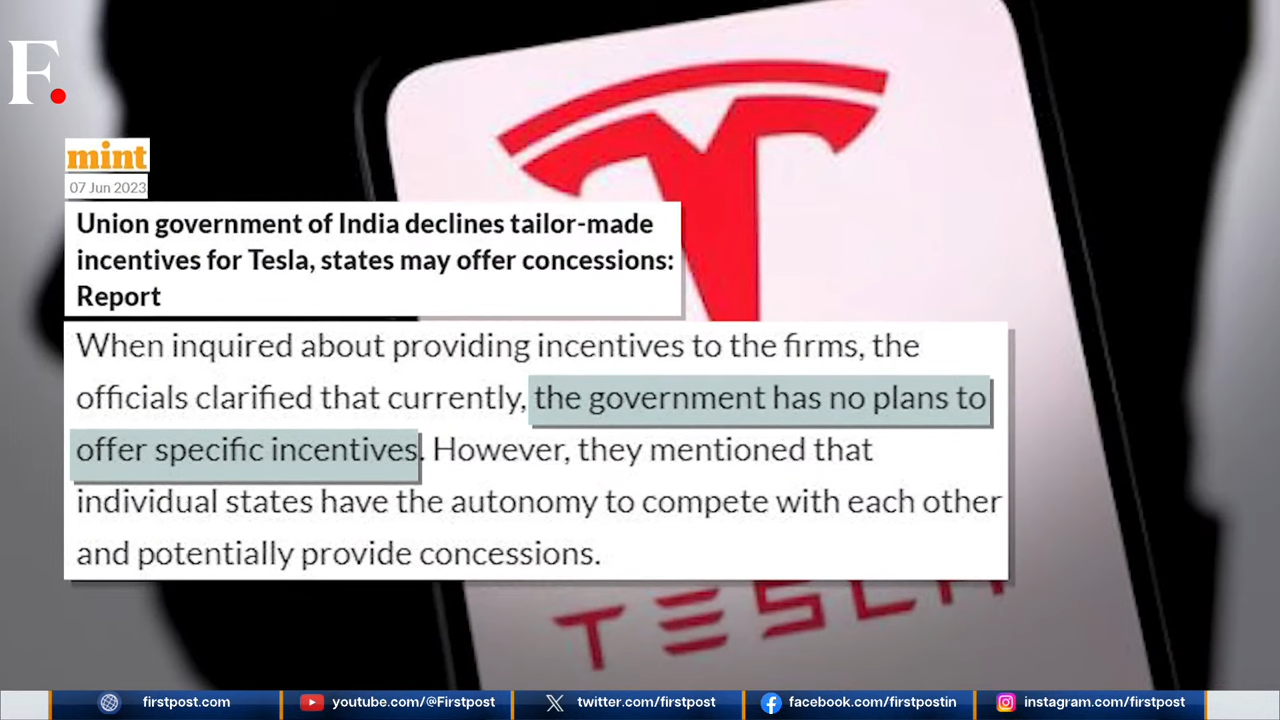 F.
mint
07 Jun 2023
Union government of India declines tailor-made
incentives for Tesla, states may offer concessions:
Report
When inquired about providing incentives to the firms, the
officials clarified that currently, the government has no plans to
offer specific incentives. However, they mentioned that
individual states have the autonomy to compete with each other
and potentially provide concessions.
TESLA
firstpost.com
youtube.com/@Firstpost
twitter.com/firstpost
facebook.com/firstpostin
instagram.com/firstpost